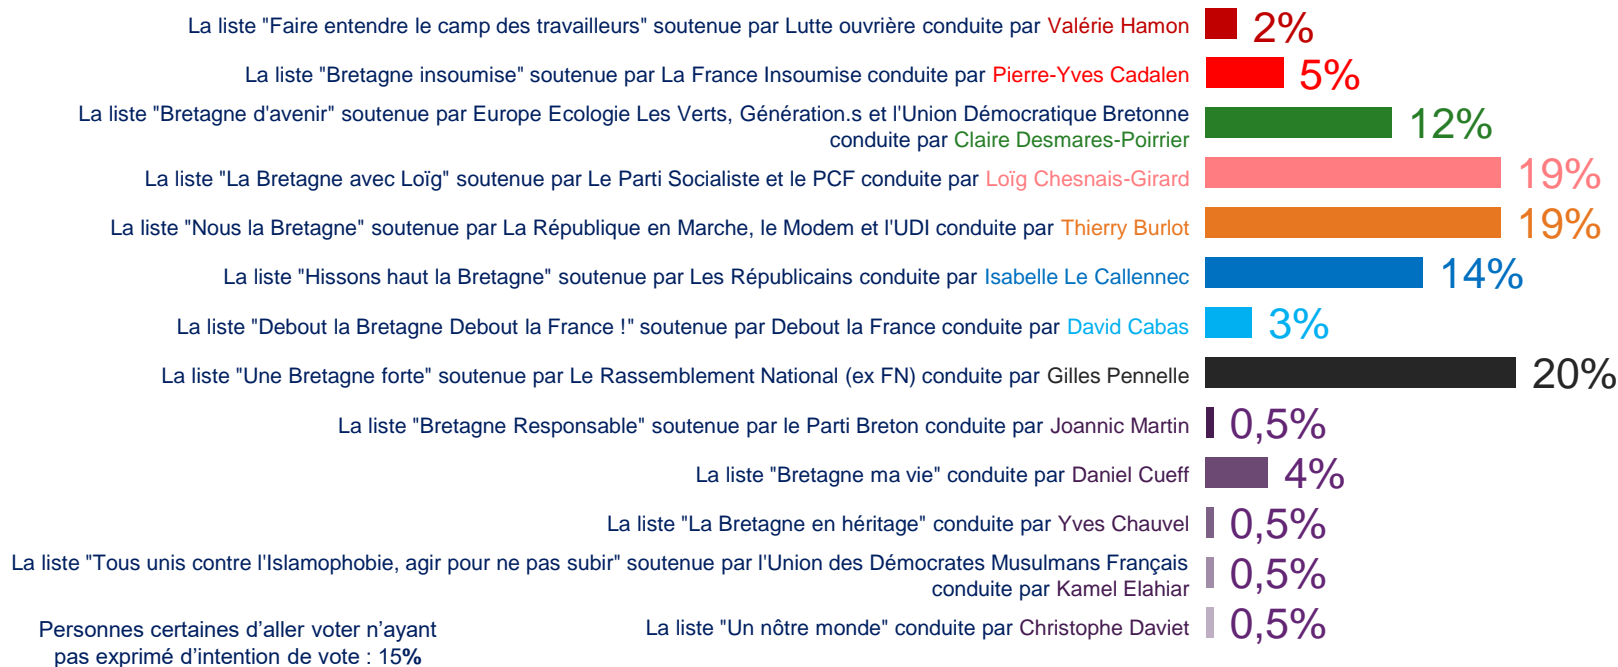 La liste "Faire entendre le camp des travailleurs" soutenue par Lutte ouvrière conduite par Valérie Hamon 2%
La liste "Bretagne insoumise" soutenue par La France Insoumise conduite par Pierre-Yves Cadalen 5%
La liste "Bretagne d'avenir" soutenue par Europe Ecologie Les Verts, Génération.s et l'Union Démocratique Bretonne
conduite par Claire Desmares-Poirrier 12%
La liste "La Bretagne avec Loïg" soutenue par Le Parti Socialiste et le PCF conduite par Loïg Chesnais-Girard 19%
La liste "Nous la Bretagne" soutenue par La République en Marche, le Modem et l'UDI conduite par Thierry Burlot 19%
La liste "Hissons haut la Bretagne" soutenue par Les Républicains conduite par Isabelle Le Callennec 14%
La liste "Debout la Bretagne Debout la France !" soutenue par Debout la France conduite par David Cabas 3%
La liste "Une Bretagne forte" soutenue par Le Rassemblement National (ex FN) conduite par Gilles Pennelle 20%
La liste "Bretagne Responsable" soutenue par le Parti Breton conduite par Joannic Martin 0,5%
La liste "Bretagne ma vie" conduite par Daniel Cueff 4%
La liste "La Bretagne en héritage" conduite par Yves Chauvel 0,5%
La liste "Tous unis contre l'Islamophobie, agir pour ne pas subir" soutenue par l'Union des Démocrates Musulmans Français
conduite par Kamel Elahiar 0,5%
La liste "Un nôtre monde" conduite par Christophe Daviet 0,5%
Personnes certaines d'aller voter n'ayant
pas exprimé d'intention de vote : 15%